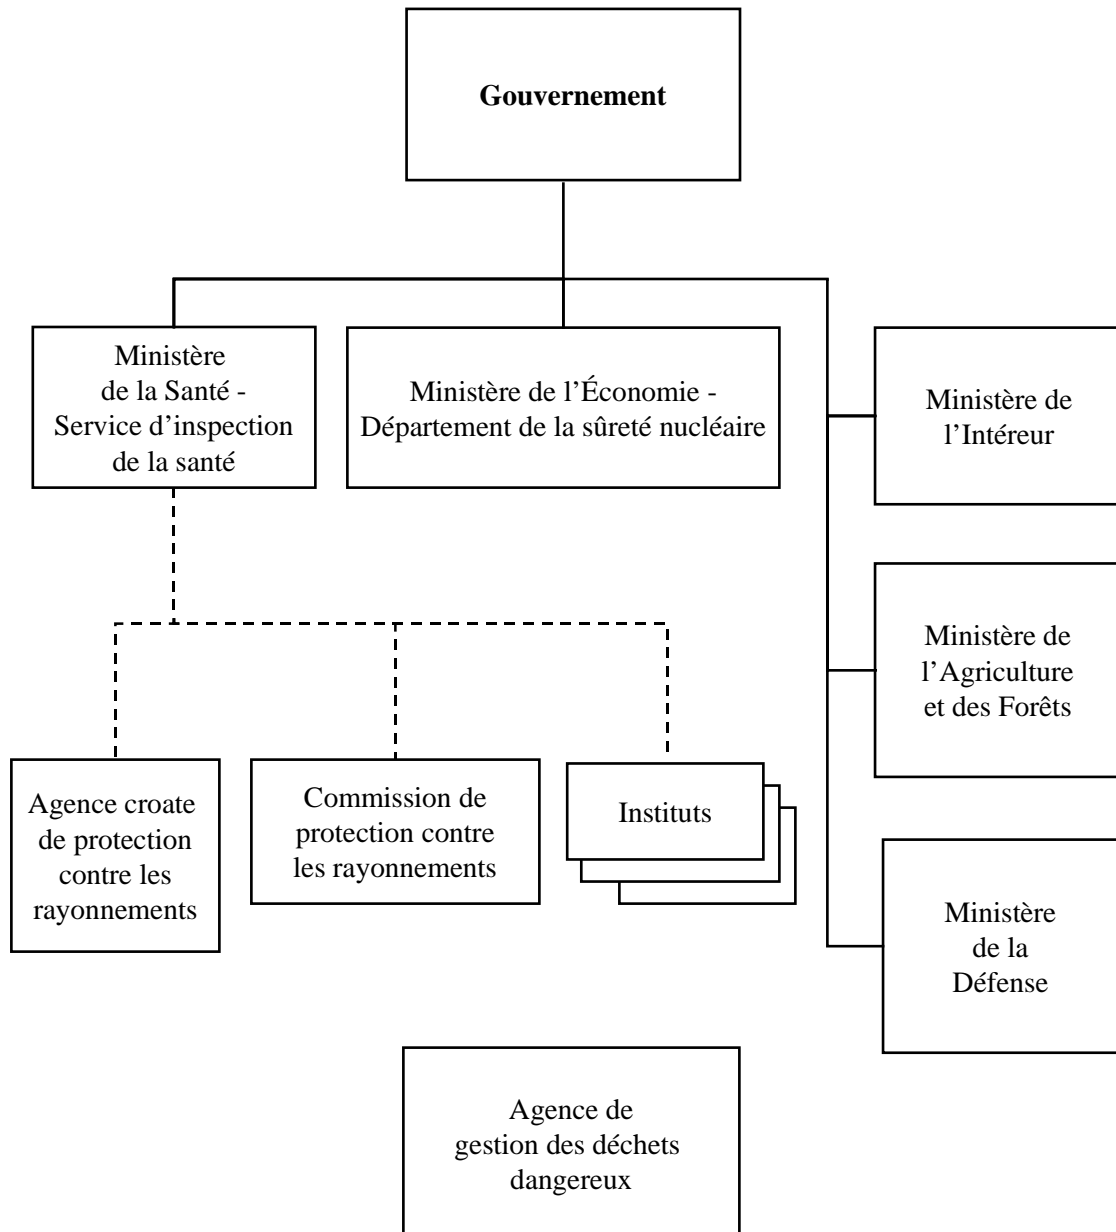 Gouvernement
Ministère
de la Santé -
Service d’inspection
de la santé
Ministère de l’Économie -
Département de la sûreté nucléaire
Ministère de
l’Intéreur
Ministère de
l’Agriculture
et des Forêts
Agence croate
de protection
contre les
rayonnements
Commission de
protection contre
les rayonnements
Instituts
Ministère
de la
Défense
Agence de
gestion des déchets
dangereux